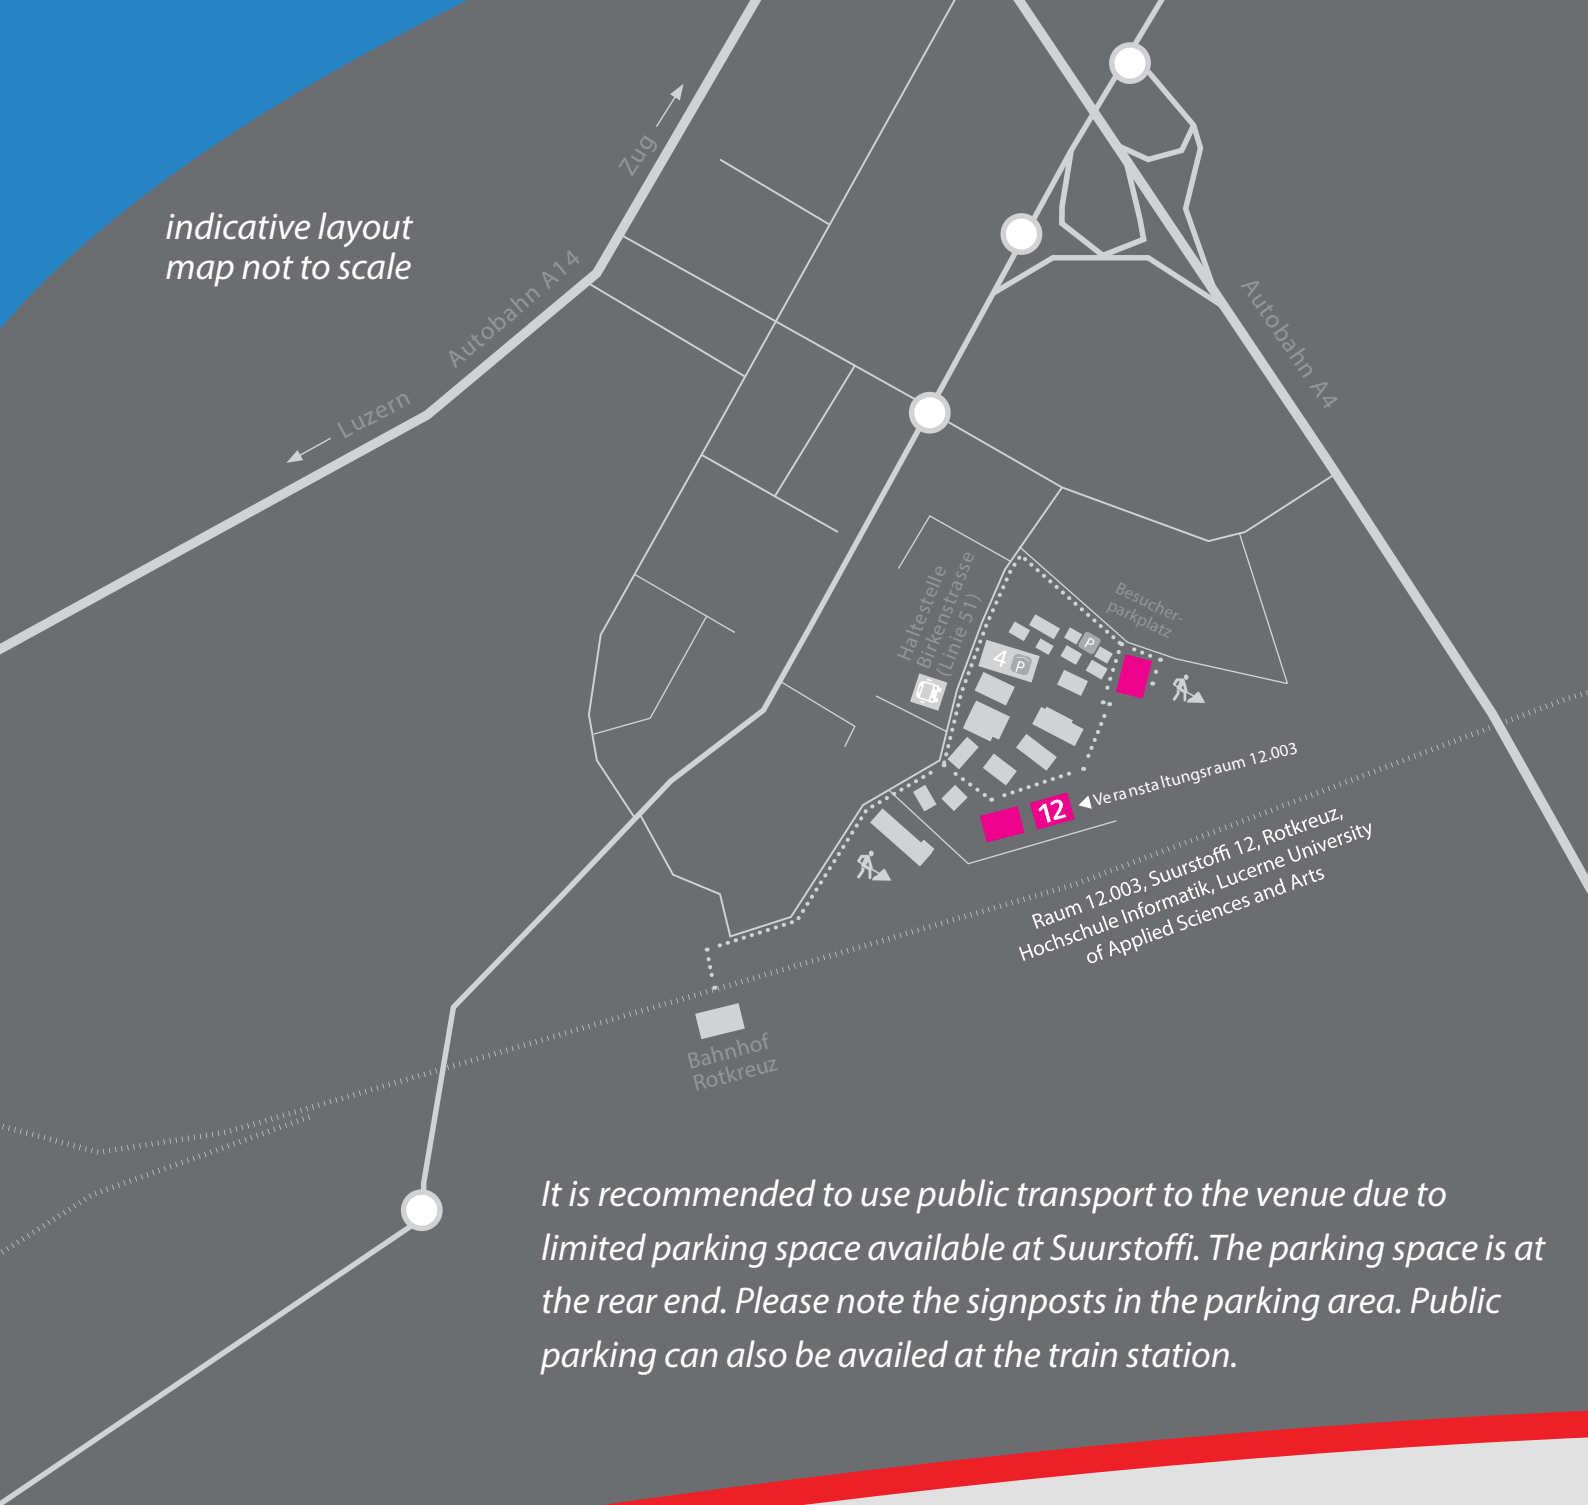 Zug
indicative layout
map not to scale
Autobahn A14
Luzern
Autobahn A4
Haltestelle
Birkenstrasse
(Linie 51)
Besucher-
parkplatz
P
4 P
12
Veranstaltungsraum 12.003
Raum 12.003, Suurstoffi 12, Rotkreuz,
Hochschule Informatik, Lucerne University
of Applied Sciences and Arts
Bahnhof
Rotkreuz
It is recommended to use public transport to the venue due to
limited parking space available at Suurstoffi. The parking space is at
the rear end. Please note the signposts in the parking area. Public
parking can also be availed at the train station.